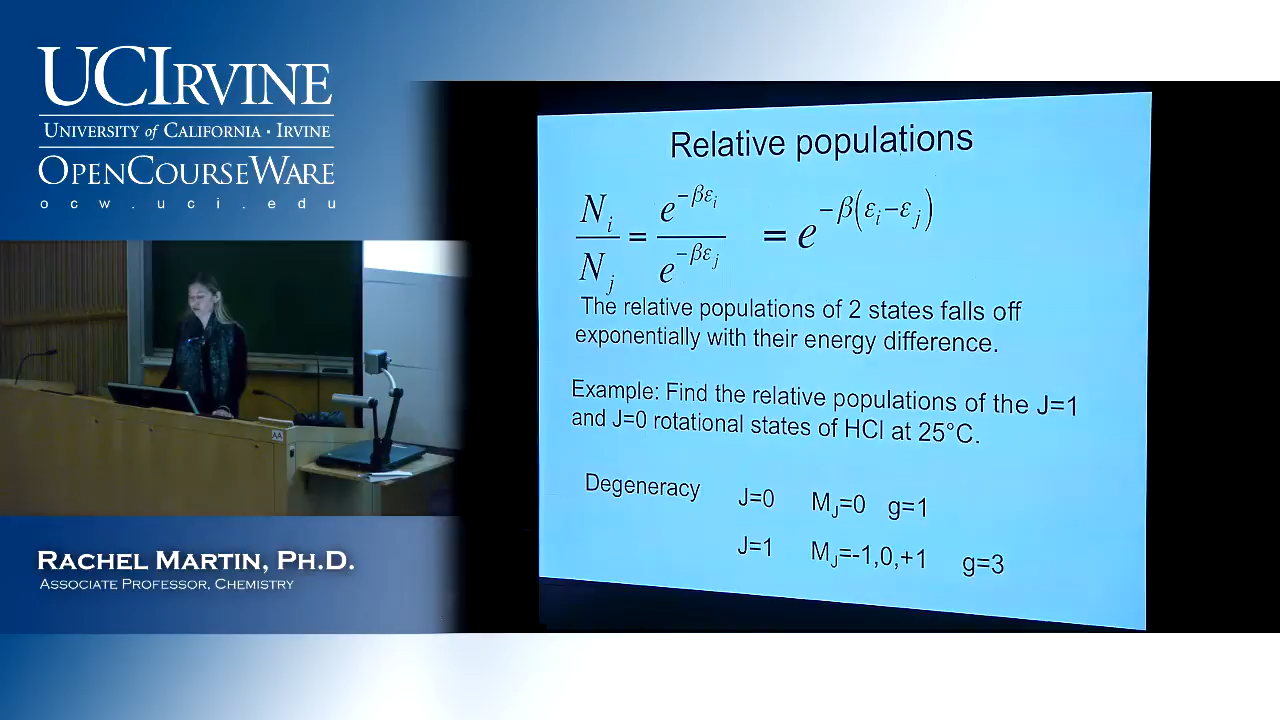 UCIRVINE
UNIVERSITY of CALIFORNIA · IRVINE
OPENCOURSEWARE
ocw.uci.edu
Relative populations
N_i / N_j = e^{-βε_i} / e^{-βε_j} = e^{-β(ε_i-ε_j)}
The relative populations of 2 states falls off
exponentially with their energy difference.
Example: Find the relative populations of the J=1
and J=0 rotational states of HCl at 25°C.
Degeneracy J=0 M_J=0 g=1
J=1 M_J=-1,0,+1 g=3
AA
RACHEL MARTIN, PH.D.
ASSOCIATE PROFESSOR, CHEMISTRY